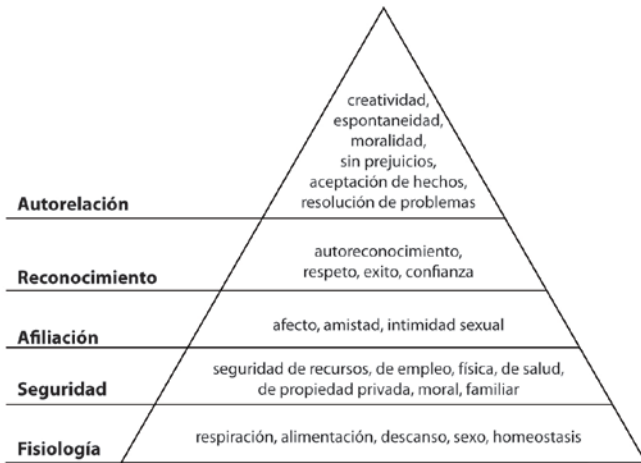 creatividad,
espontaneidad,
moralidad,
sin prejuicios,
aceptación de hechos,
resolución de problemas
Autorelación
autoreconocimiento,
respeto, exito, confianza
Reconocimiento
afecto, amistad, intimidad sexual
Afiliación
seguridad de recursos, de empleo, física, de salud,
de propiedad privada, moral, familiar
Seguridad
respiración, alimentación, descanso, sexo, homeostasis
Fisiología